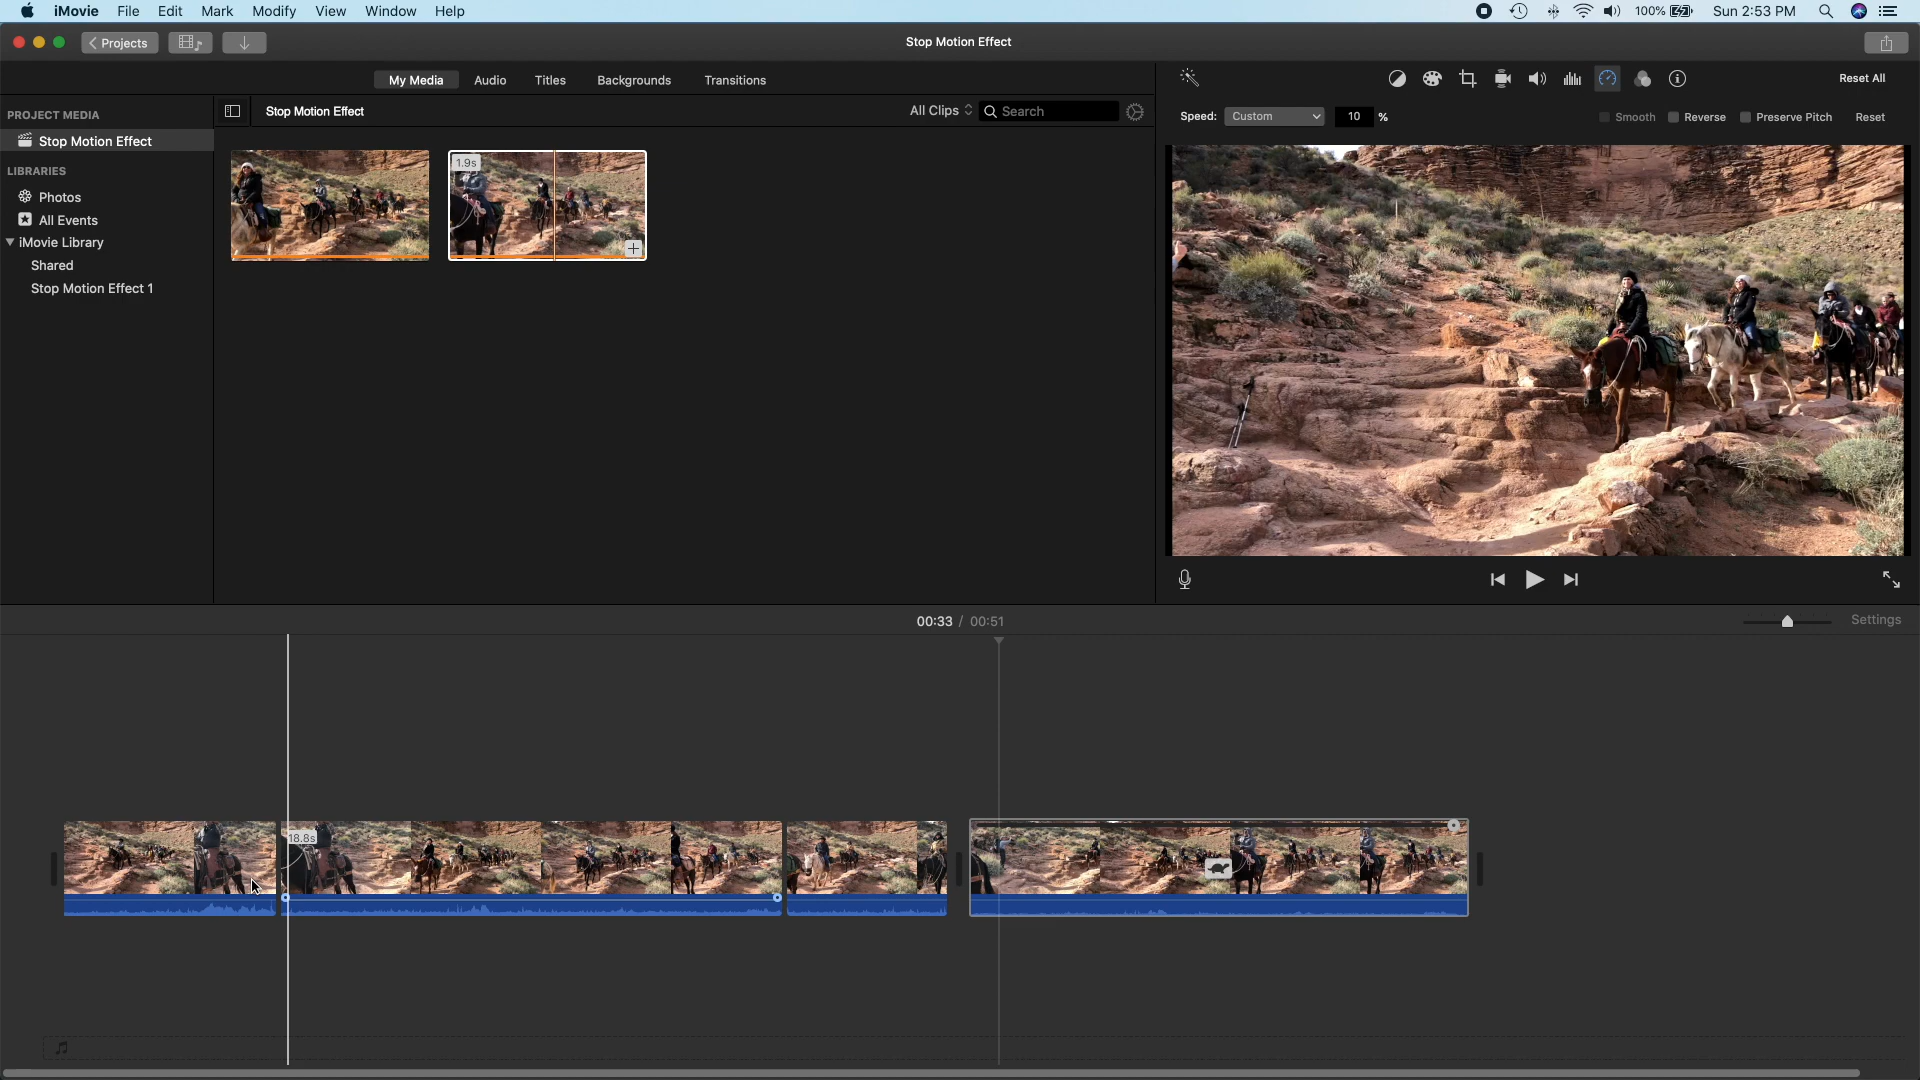 iMovie File Edit Mark Modify View Window Help 100% Sun 2:53 PM
Projects Stop Motion Effect
My Media Audio Titles Backgrounds Transitions Reset All
PROJECT MEDIA Stop Motion Effect All Clips Search Speed: Custom 10 % Smooth Reverse Preserve Pitch Reset
Stop Motion Effect
LIBRARIES
1.9s
Photos
All Events
iMovie Library
Shared
Stop Motion Effect 1
00:33 / 00:51 Settings
18.8s